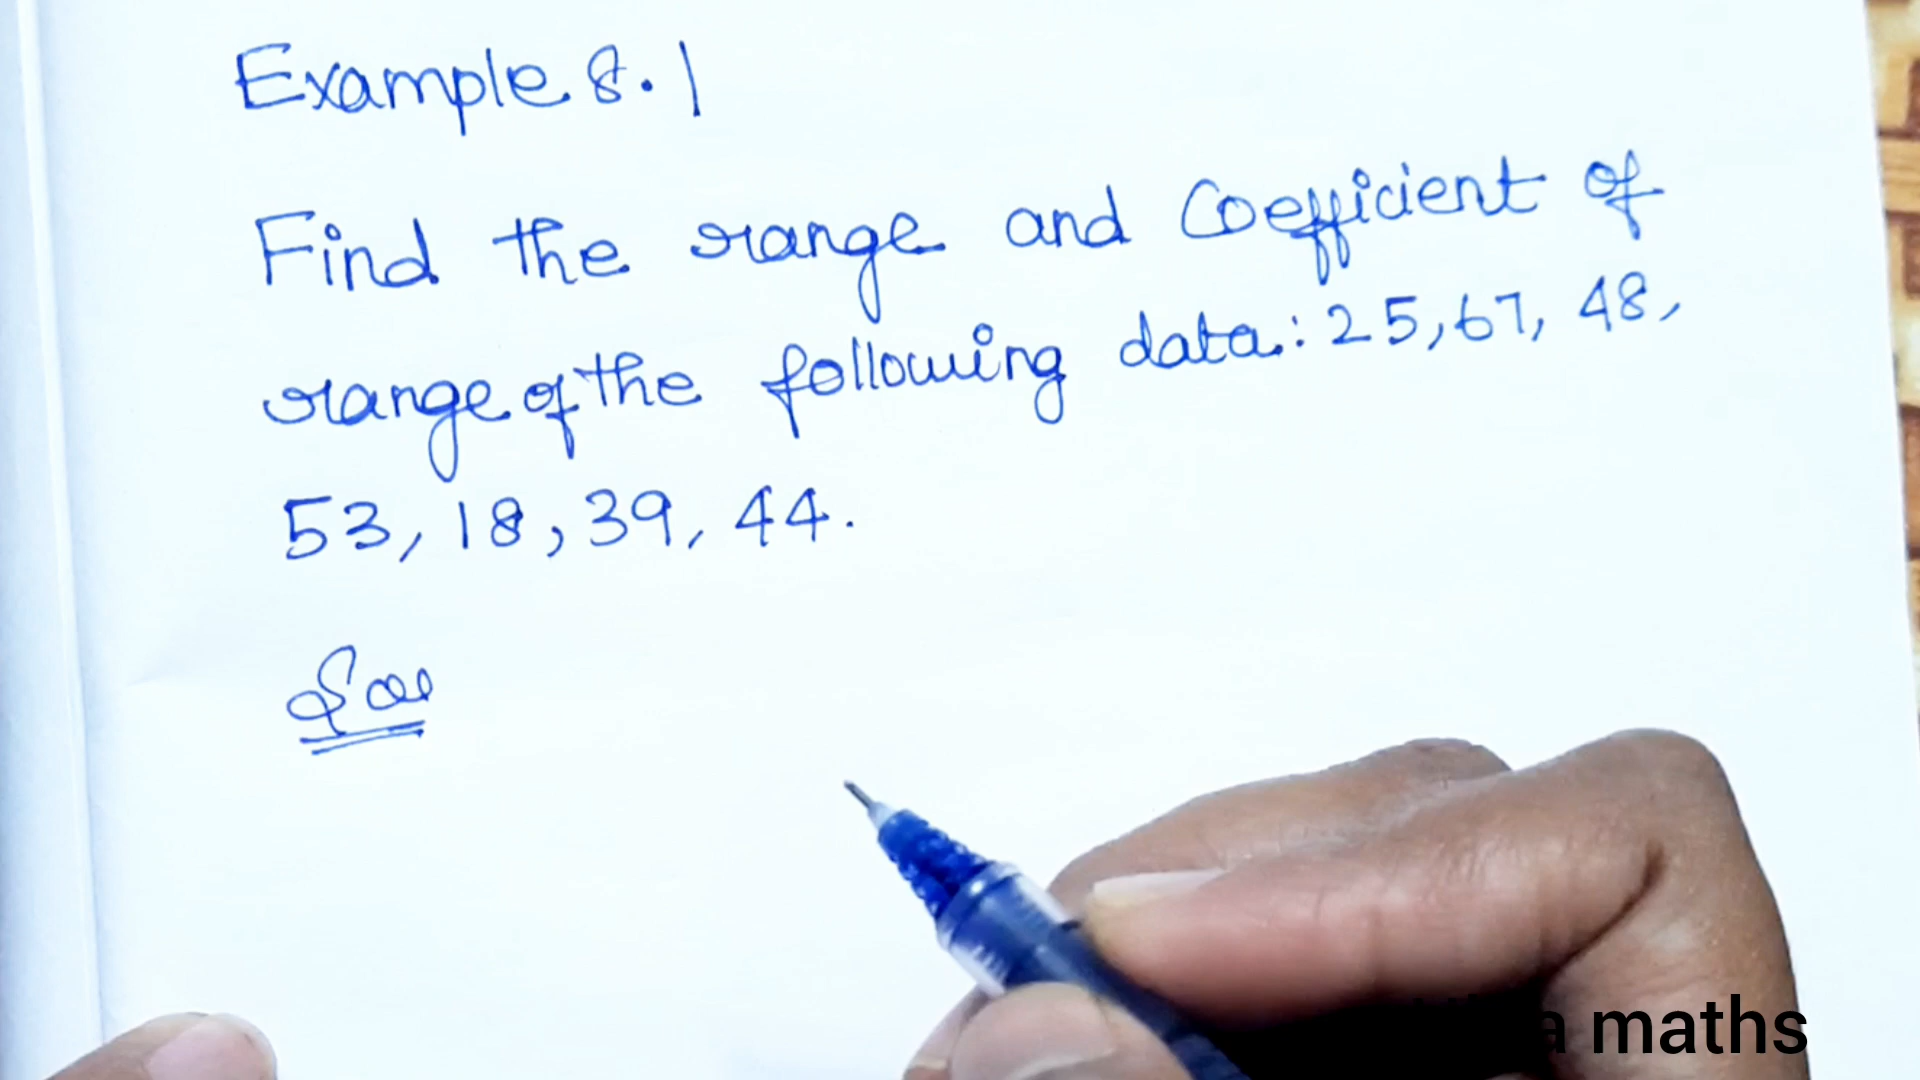 Example 8.1
Find the range and Coefficient of
range of the following data: 25, 67, 48,
53, 18, 39, 44.
a maths